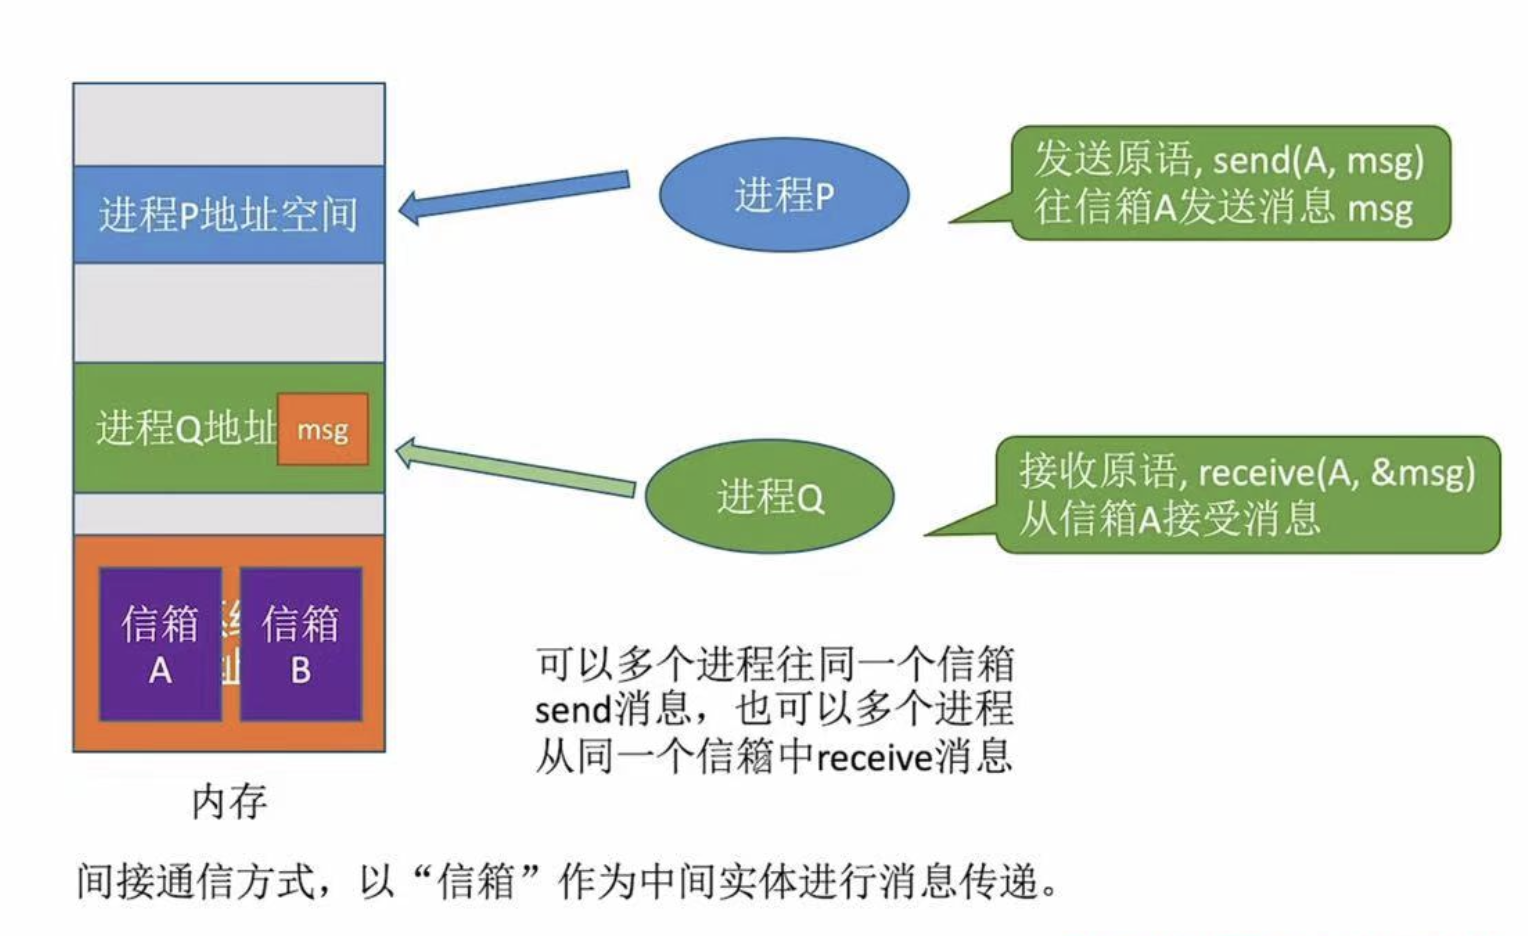 进程P地址空间
进程P
发送原语, send(A, msg)
往信箱A发送消息 msg
进程Q地址
msg
进程Q
接收原语, receive(A, &msg)
从信箱A接受消息
信箱
A
信箱
B
可以多个进程往同一个信箱
send消息，也可以多个进程
从同一个信箱中receive消息
内存
间接通信方式，以“信箱”作为中间实体进行消息传递。